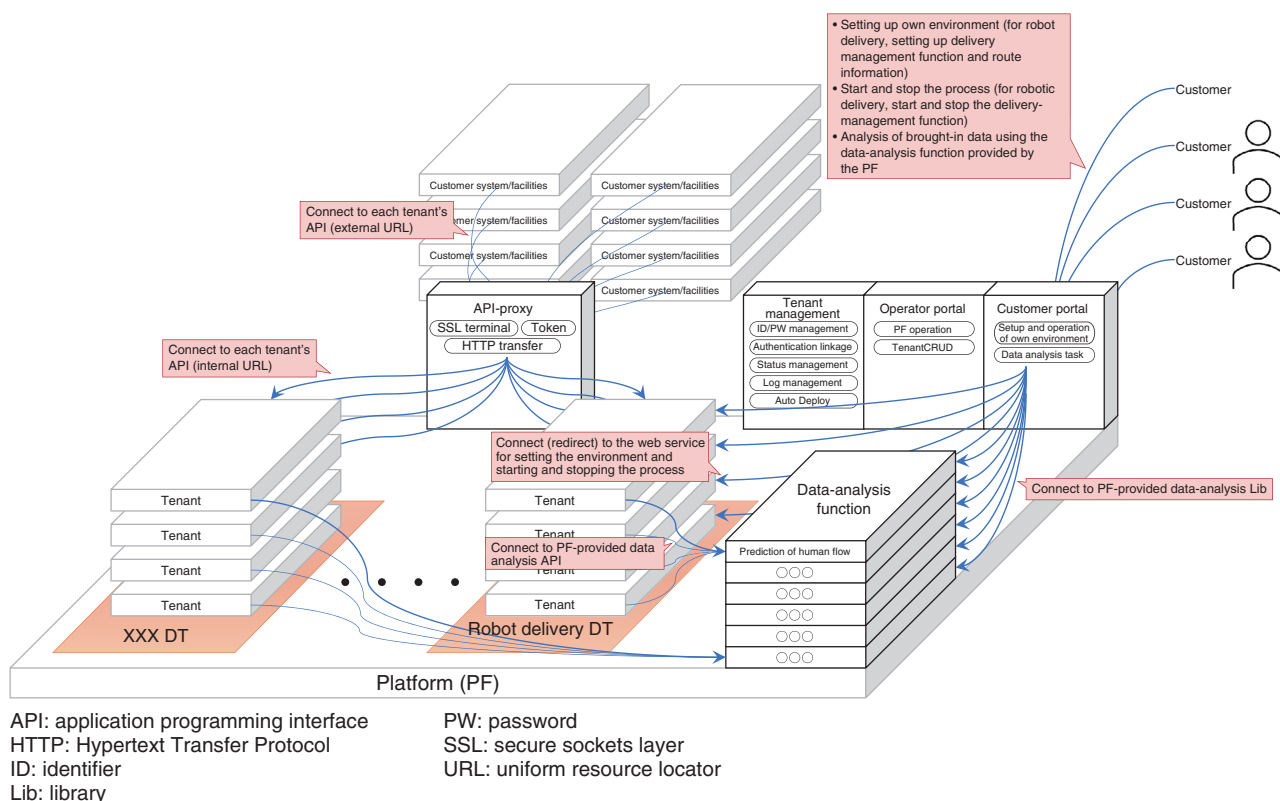 • Setting up own environment (for robot
delivery, setting up delivery
management function and route
information)
• Start and stop the process (for robotic
delivery, start and stop the delivery-
management function)
• Analysis of brought-in data using the
data-analysis function provided by
the PF
Customer
Customer
Customer
Customer
Customer system/facilities
Customer system/facilities
Customer system/facilities
Customer system/facilities
Customer system/facilities
Customer system/facilities
Customer system/facilities
Connect to each tenant's
API (external URL)
API-proxy
SSL terminal
Token
HTTP transfer
Tenant
management
ID/PW management
Authentication linkage
Status management
Log management
Auto Deploy
Operator portal
PF operation
TenantCRUD
Customer portal
Setup and operation
of own environment
Data analysis task
Connect to each tenant's
API (internal URL)
Connect (redirect) to the web service
for setting the environment and
starting and stopping the process
Connect to PF-provided data-analysis Lib
Data-analysis
function
Prediction of human flow
○○○
○○○
○○○
○○○
○○○
Connect to PF-provided data
analysis API
Tenant
Tenant
Tenant
Tenant
XXX DT
• • • •
Tenant
Tenant
Tenant
Tenant
Robot delivery DT
Platform (PF)
API: application programming interface
HTTP: Hypertext Transfer Protocol
ID: identifier
Lib: library
PW: password
SSL: secure sockets layer
URL: uniform resource locator